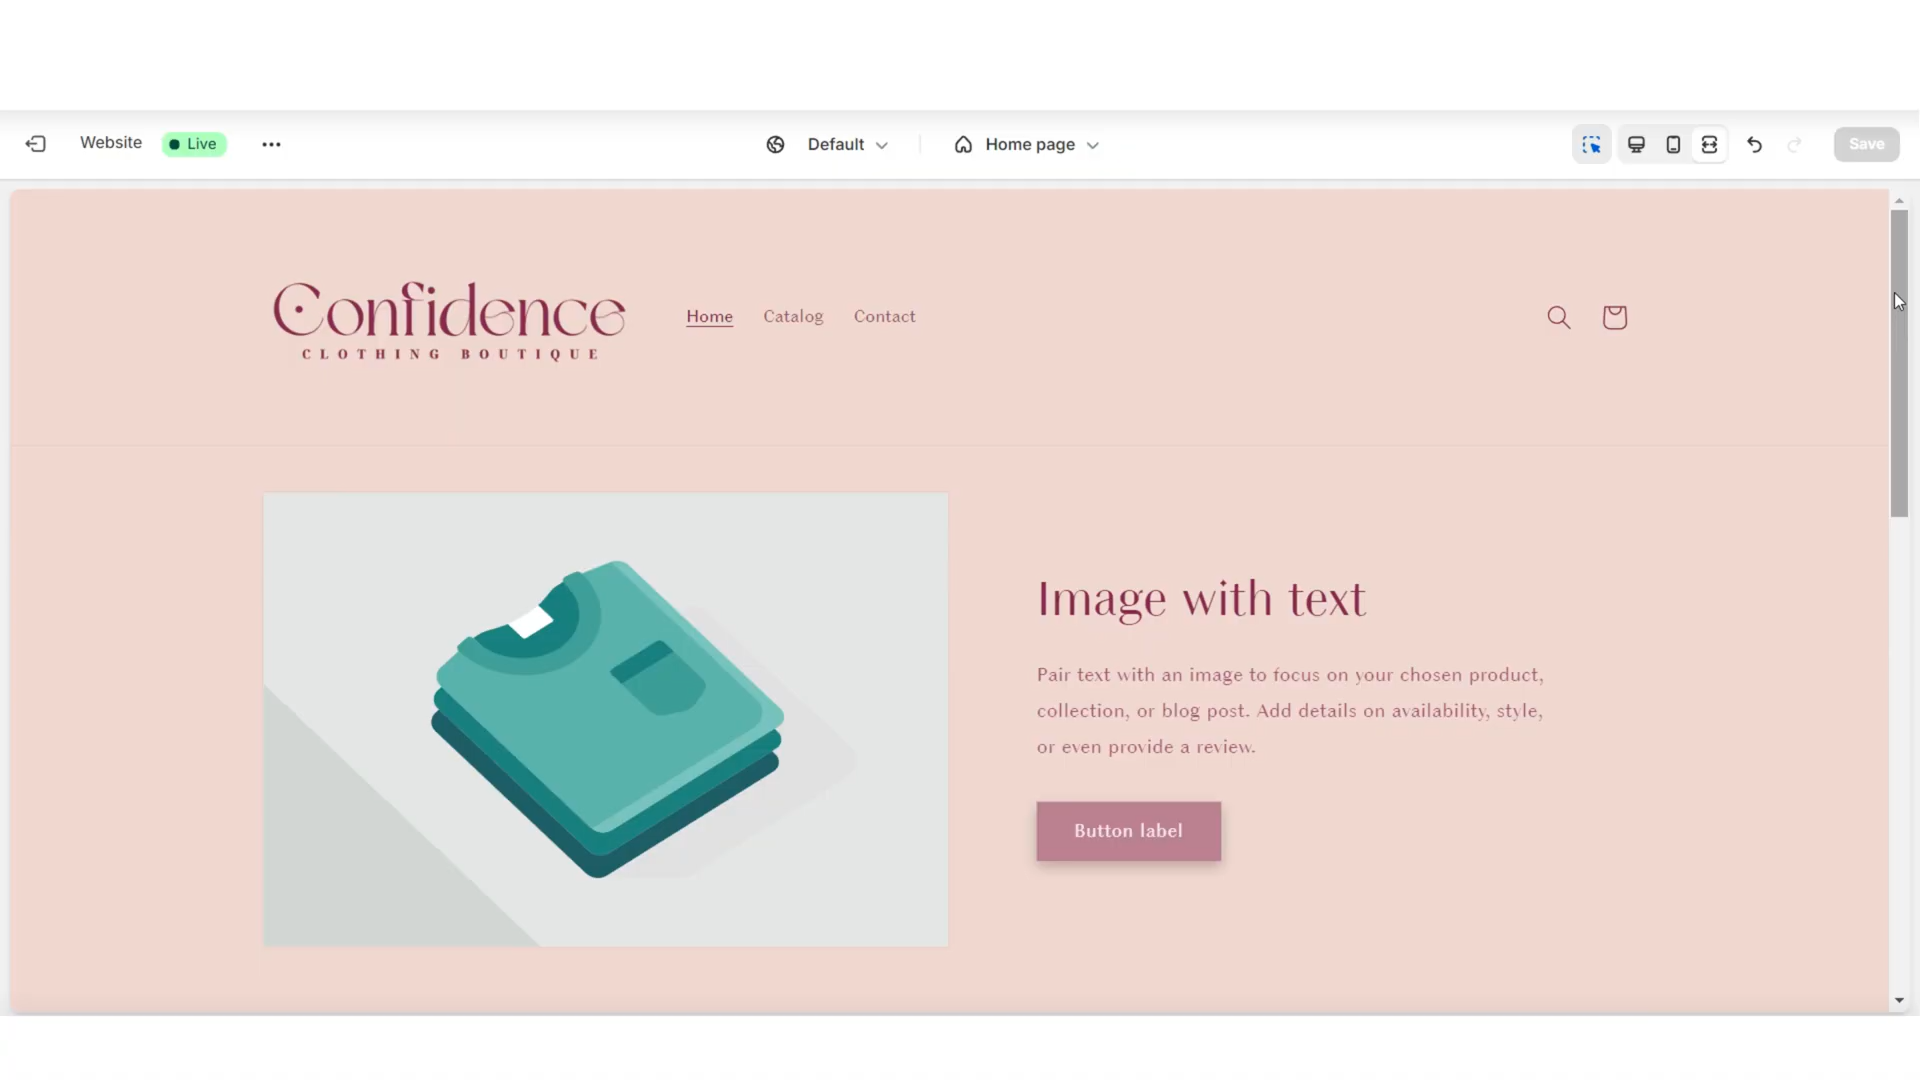 Website Live ... Default Home page Save
Confidence
CLOTHING BOUTIQUE
Home Catalog Contact
Image with text
Pair text with an image to focus on your chosen product,
collection, or blog post. Add details on availability, style,
or even provide a review.
Button label